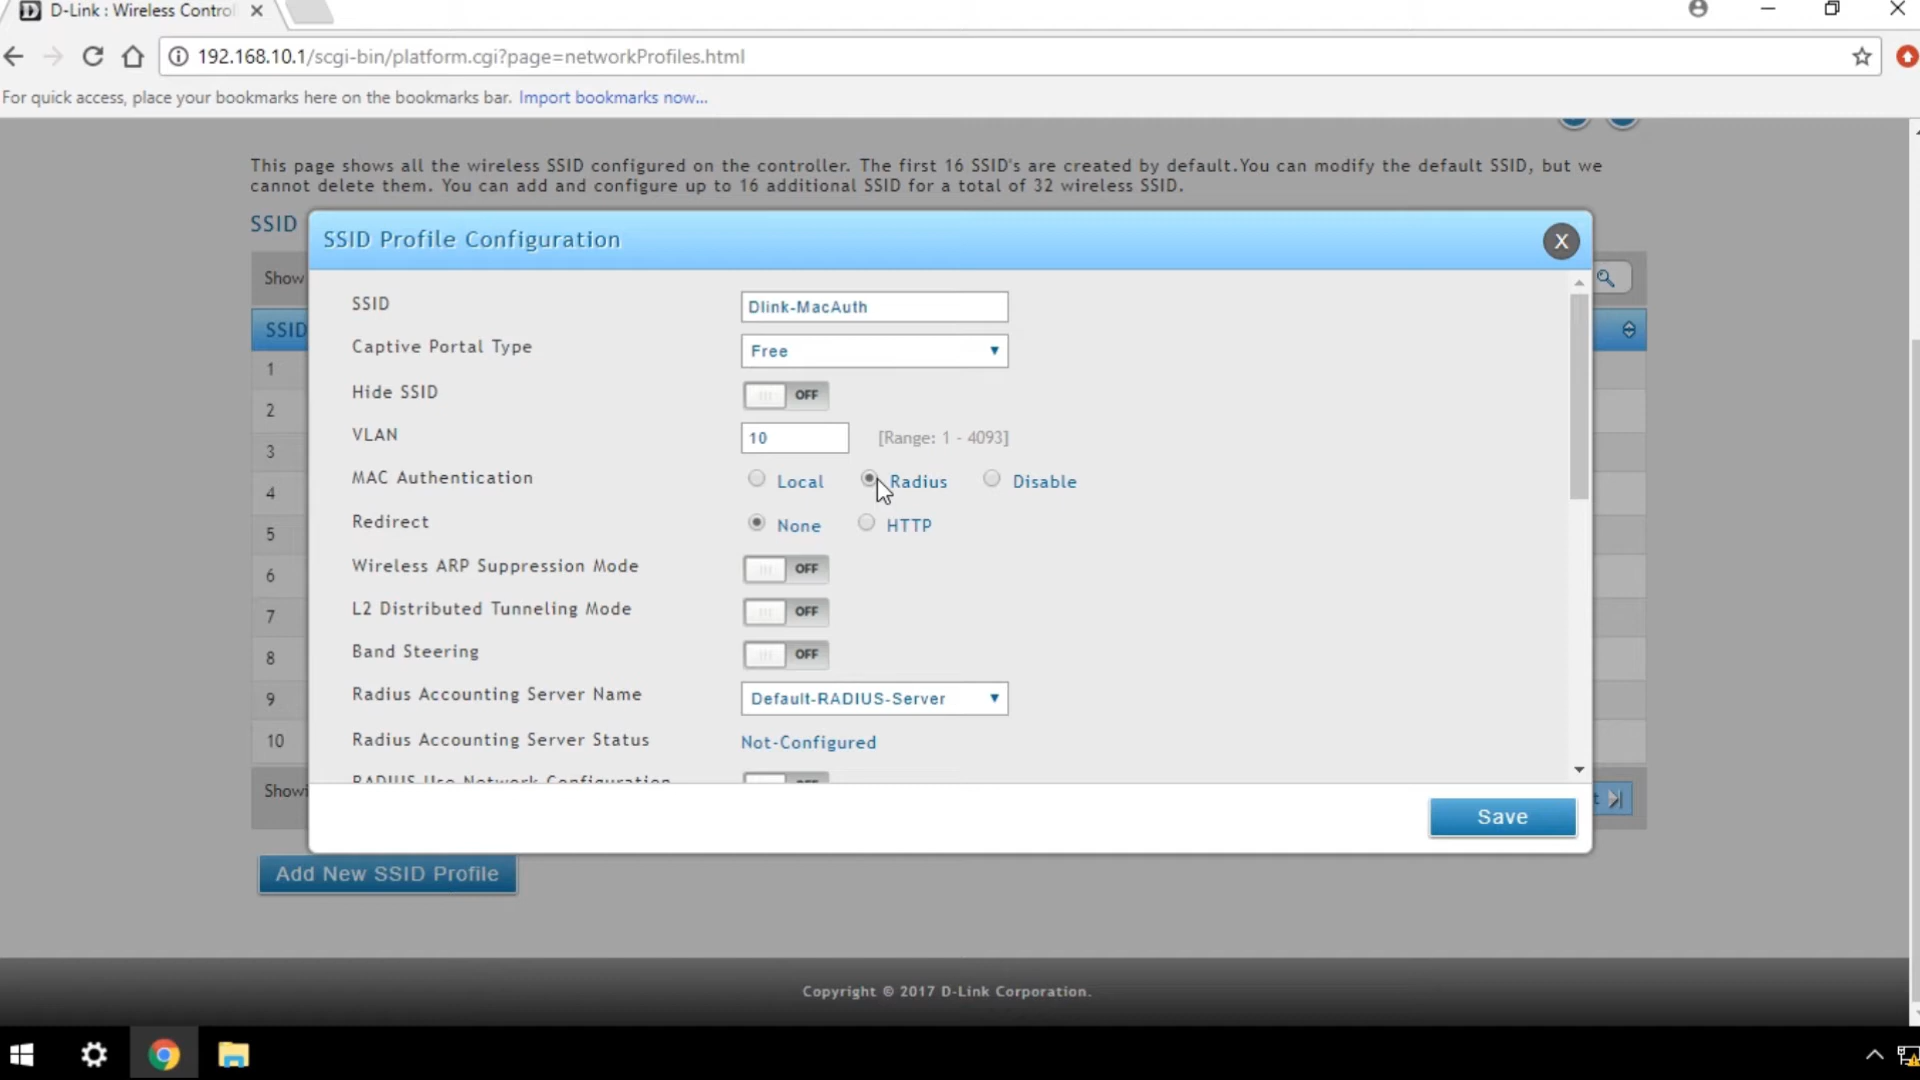 D-Link : Wireless Control
192.168.10.1/scgi-bin/platform.cgi?page=networkProfiles.html
For quick access, place your bookmarks here on the bookmarks bar. Import bookmarks now...
This page shows all the wireless SSID configured on the controller. The first 16 SSID's are created by default.You can modify the default SSID, but we
cannot delete them. You can add and configure up to 16 additional SSID for a total of 32 wireless SSID.
SSID
SSID Profile Configuration
X
Show
SSID
1
2
3
4
5
6
7
8
9
10
SSID Dlink-MacAuth
Captive Portal Type Free
Hide SSID OFF
VLAN 10 [Range: 1 - 4093]
MAC Authentication Local Radius Disable
Redirect None HTTP
Wireless ARP Suppression Mode OFF
L2 Distributed Tunneling Mode OFF
Band Steering OFF
Radius Accounting Server Name Default-RADIUS-Server
Radius Accounting Server Status Not-Configured
RADIUS Use Network Configuration OFF
Showi
Save
Add New SSID Profile
Copyright © 2017 D-Link Corporation.